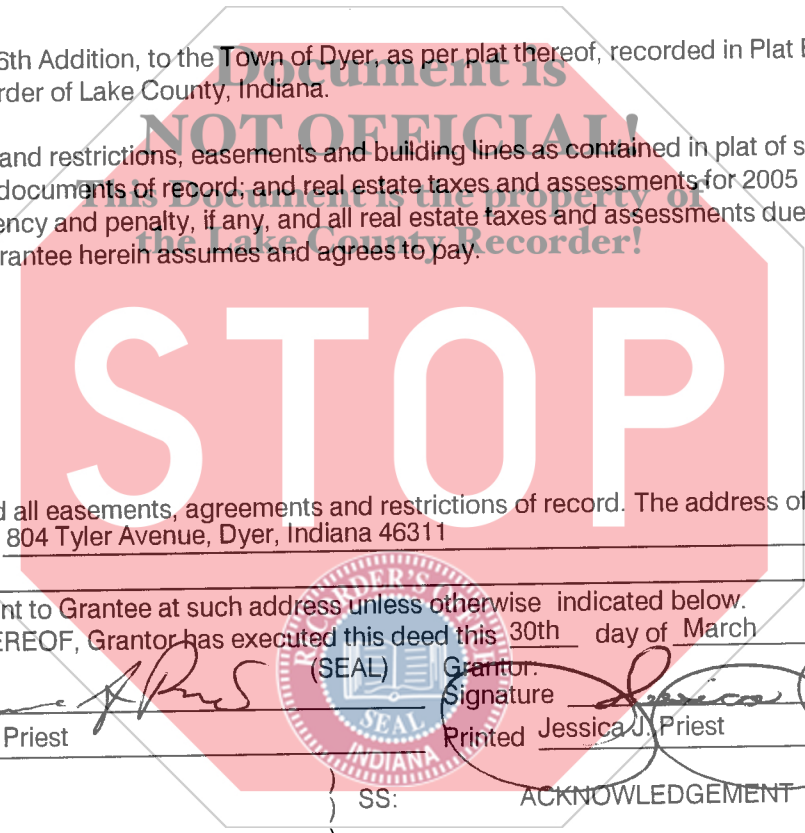 6th Addition, to the Town of Dyer, as per plat thereof, recorded in Plat
Document is
rder of Lake County, Indiana.
NOT OFFICIAL!
and restrictions, easements and building lines as contained in plat of s
documents of record, and real estate taxes and assessments for 2005
This Document is the property of
ency and penalty, if any, and all real estate taxes and assessments due
the Lake County Recorder!
rantee herein assumes and agrees to pay.
STOP
d all easements, agreements and restrictions of record. The address of
804 Tyler Avenue, Dyer, Indiana 46311
nt to Grantee at such address unless otherwise indicated below.
EREOF, Grantor has executed this deed this 30th day of March
(SEAL) Grantor:
Signature Jessica
Priest Printed Jessica J. Priest
RECORDER'S
SEAL
INDIANA
) SS: ACKNOWLEDGEMENT
)